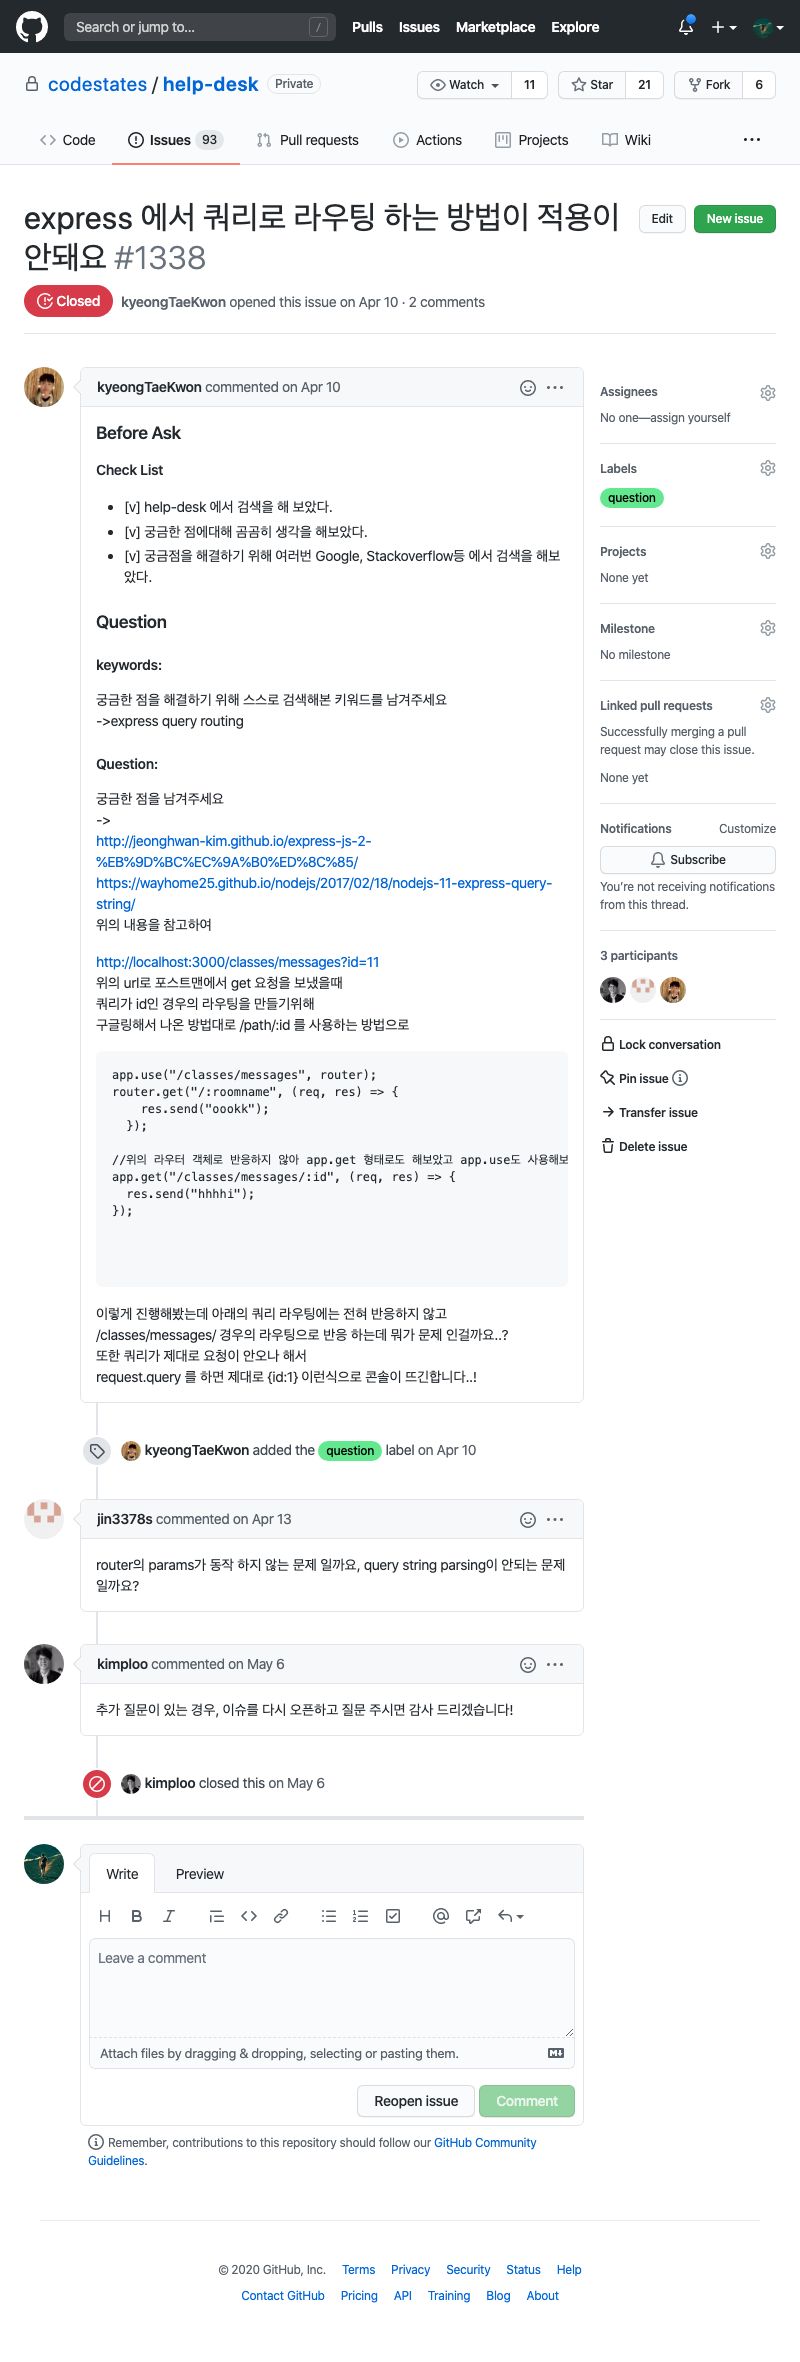 Search or jump to... /
Pulls Issues Marketplace Explore
codestates / help-desk Private
Watch 11 Star 21 Fork 6
Code Issues 93 Pull requests Actions Projects Wiki
express 에서 쿼리로 라우팅 하는 방법이 적용이
안돼요 #1338
Edit New issue
Closed kyeongTaeKwon opened this issue on Apr 10 · 2 comments
kyeongTaeKwon commented on Apr 10
Before Ask
Check List
[v] help-desk 에서 검색을 해 보았다.
[v] 궁금한 점에대해 곰곰히 생각을 해보았다.
[v] 궁금점을 해결하기 위해 여러번 Google, Stackoverflow등 에서 검색을 해보
았다.
Question
keywords:
궁금한 점을 해결하기 위해 스스로 검색해본 키워드를 남겨주세요
->express query routing
Question:
궁금한 점을 남겨주세요
->
http://jeonghwan-kim.github.io/express-js-2-
%EB%9D%BC%EC%9A%B0%ED%8C%85/
https://wayhome25.github.io/nodejs/2017/02/18/nodejs-11-express-query-
string/
위의 내용을 참고하여
http://localhost:3000/classes/messages?id=11
위의 url로 포스트맨에서 get 요청을 보냈을때
쿼리가 id인 경우의 라우팅을 만들기위해
구글링해서 나온 방법대로 /path/:id 를 사용하는 방법으로
app.use("/classes/messages", router);
router.get("/:roomname", (req, res) => {
res.send("oookk");
});
//위의 라우터 객체로 반응하지 않아 app.get 형태로도 해보았고 app.use도 사용해보
app.get("/classes/messages/:id", (req, res) => {
res.send("hhhhi");
});
이렇게 진행해봤는데 아래의 쿼리 라우팅에는 전혀 반응하지 않고
/classes/messages/ 경우의 라우팅으로 반응 하는데 뭐가 문제 인걸까요..?
또한 쿼리가 제대로 요청이 안오나 해서
request.query 를 하면 제대로 {id:1} 이런식으로 콘솔이 뜨긴합니다..!
kyeongTaeKwon added the question label on Apr 10
jin3378s commented on Apr 13
router의 params가 동작 하지 않는 문제 일까요, query string parsing이 안되는 문제
일까요?
kimploo commented on May 6
추가 질문이 있는 경우, 이슈를 다시 오픈하고 질문 주시면 감사 드리겠습니다!
kimploo closed this on May 6
Assignees
No one—assign yourself
Labels
question
Projects
None yet
Milestone
No milestone
Linked pull requests
Successfully merging a pull
request may close this issue.
None yet
Notifications Customize
Subscribe
You're not receiving notifications
from this thread.
3 participants
Lock conversation
Pin issue
Transfer issue
Delete issue
Write Preview
Leave a comment
Attach files by dragging & dropping, selecting or pasting them.
Reopen issue Comment
Remember, contributions to this repository should follow our GitHub Community
Guidelines.
© 2020 GitHub, Inc. Terms Privacy Security Status Help
Contact GitHub Pricing API Training Blog About